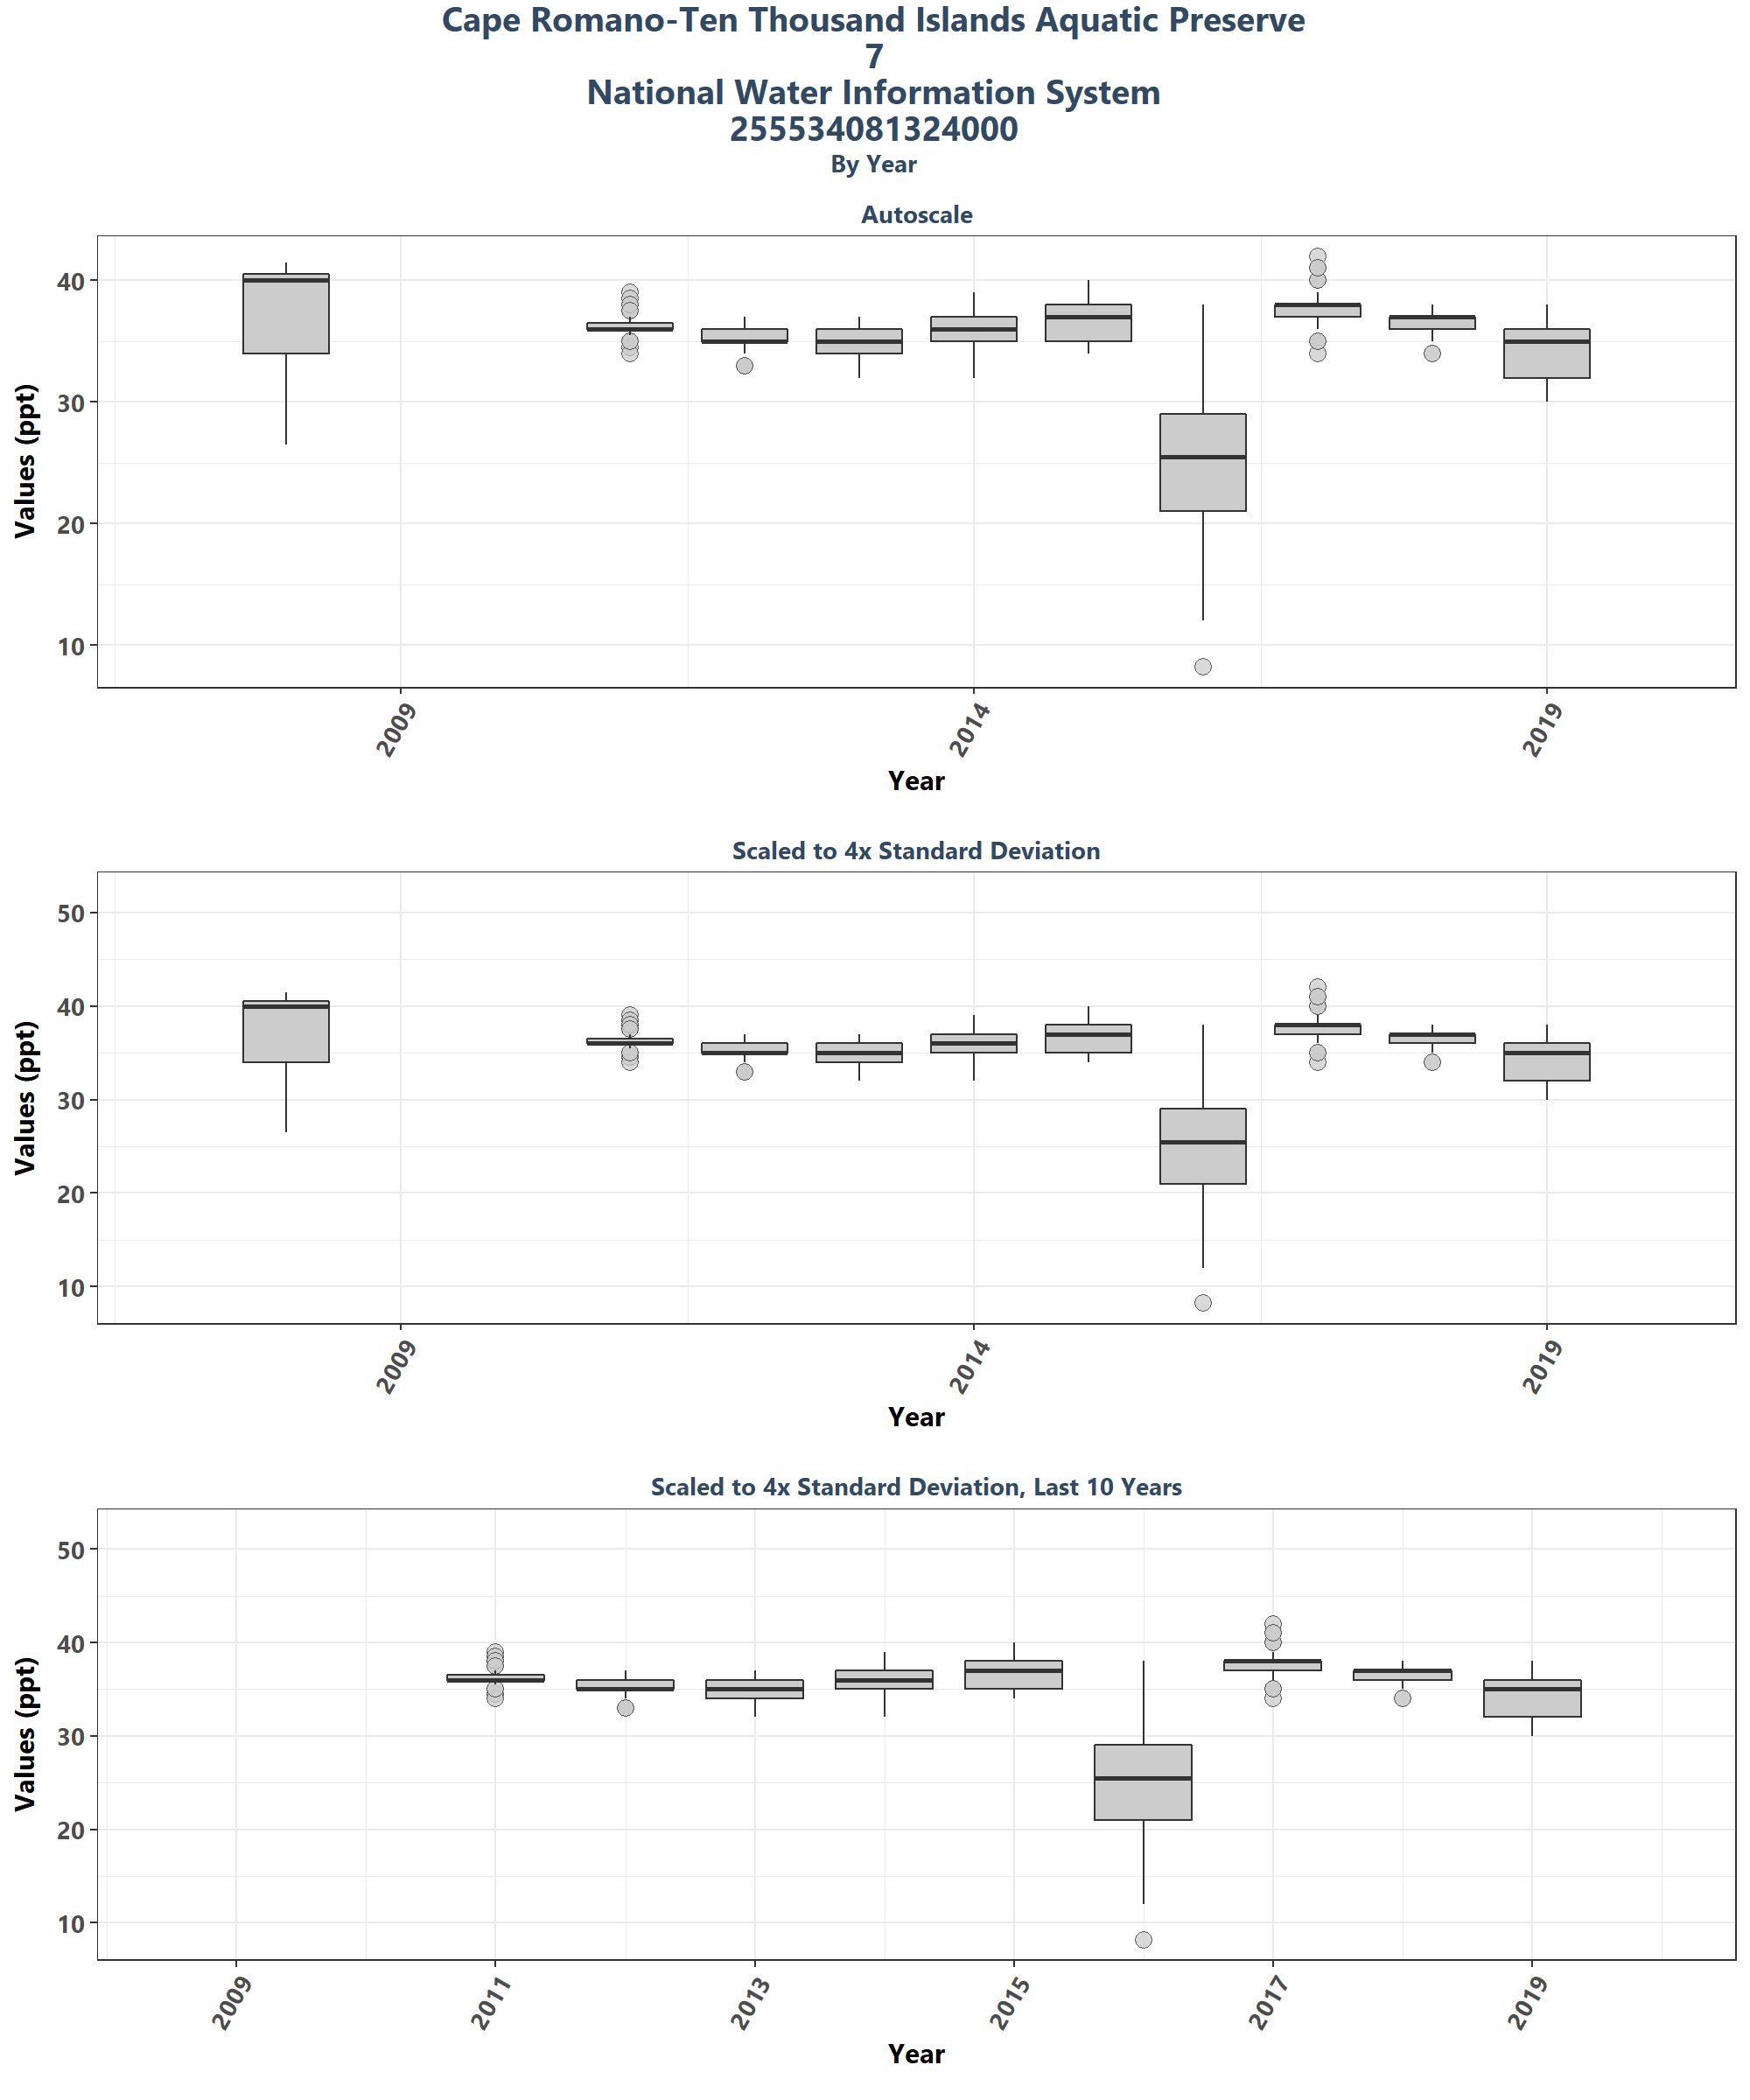 Cape Romano-Ten Thousand Islands Aquatic Preserve
7
National Water Information System
255534081324000
By Year
Autoscale
Values (ppt)
40
30
20
10
2009
2014
2019
Year
Scaled to 4x Standard Deviation
Values (ppt)
50
40
30
20
10
2009
2014
2019
Year
Scaled to 4x Standard Deviation, Last 10 Years
Values (ppt)
50
40
30
20
10
2009
2011
2013
2015
2017
2019
Year